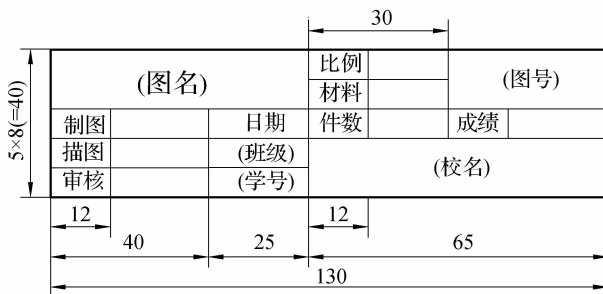 30
(图名) 比例 (图号)
材料
制图 日期 件数 成绩
描图 (班级) (校名)
审核 (学号)
5×8(=40)
12 12
40 25 65
130